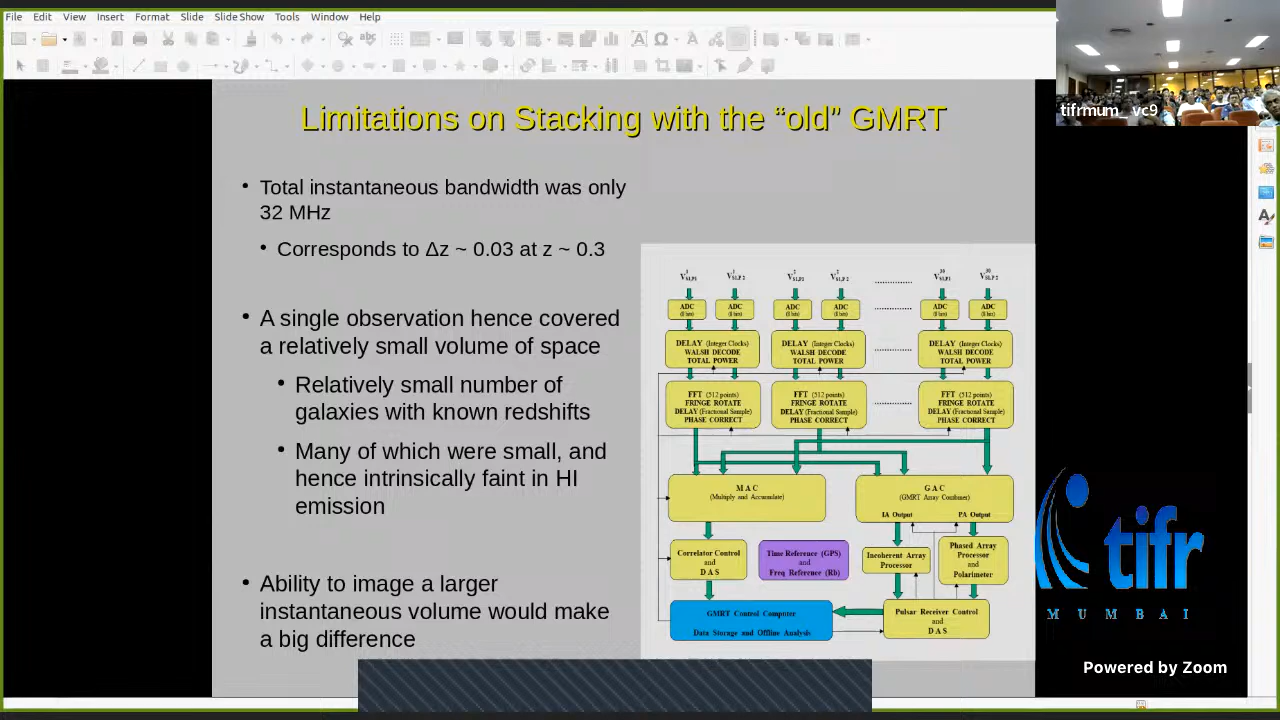 File Edit View Insert Format Slide Slide Show Tools Window Help
tifrmum_vc9
Limitations on Stacking with the “old” GMRT
• Total instantaneous bandwidth was only
32 MHz
• Corresponds to Δz ~ 0.03 at z ~ 0.3
• A single observation hence covered
a relatively small volume of space
• Relatively small number of
galaxies with known redshifts
• Many of which were small, and
hence intrinsically faint in HI
emission
• Ability to image a larger
instantaneous volume would make
a big difference
ADC ADC ADC ADC ADC ADC
DELAY (Integer Clocks)
WALSH DECODE
TOTAL POWER
DELAY (Integer Clocks)
WALSH DECODE
TOTAL POWER
DELAY (Integer Clocks)
WALSH DECODE
TOTAL POWER
FFT (512 points)
FRINGE ROTATE
DELAY (Fractional Sample)
PHASE CORRECT
FFT (512 points)
FRINGE ROTATE
DELAY (Fractional Sample)
PHASE CORRECT
FFT (512 points)
FRINGE ROTATE
DELAY (Fractional Sample)
PHASE CORRECT
M A C
(Multiply and Accumulate)
G A C
(GMRT Array Combiner)
IA Output PA Output
Correlator Control
and
D A S
Time Reference (GPS)
and
Freq Reference (Rb)
Incoherent Array
Processor
Phased Array
Processor
and
Polarimeter
GMRT Control Computer
Data Storage and Offline Analysis
Pulsar Receiver Control
and
D A S
tifr
MUMBAI
Powered by Zoom